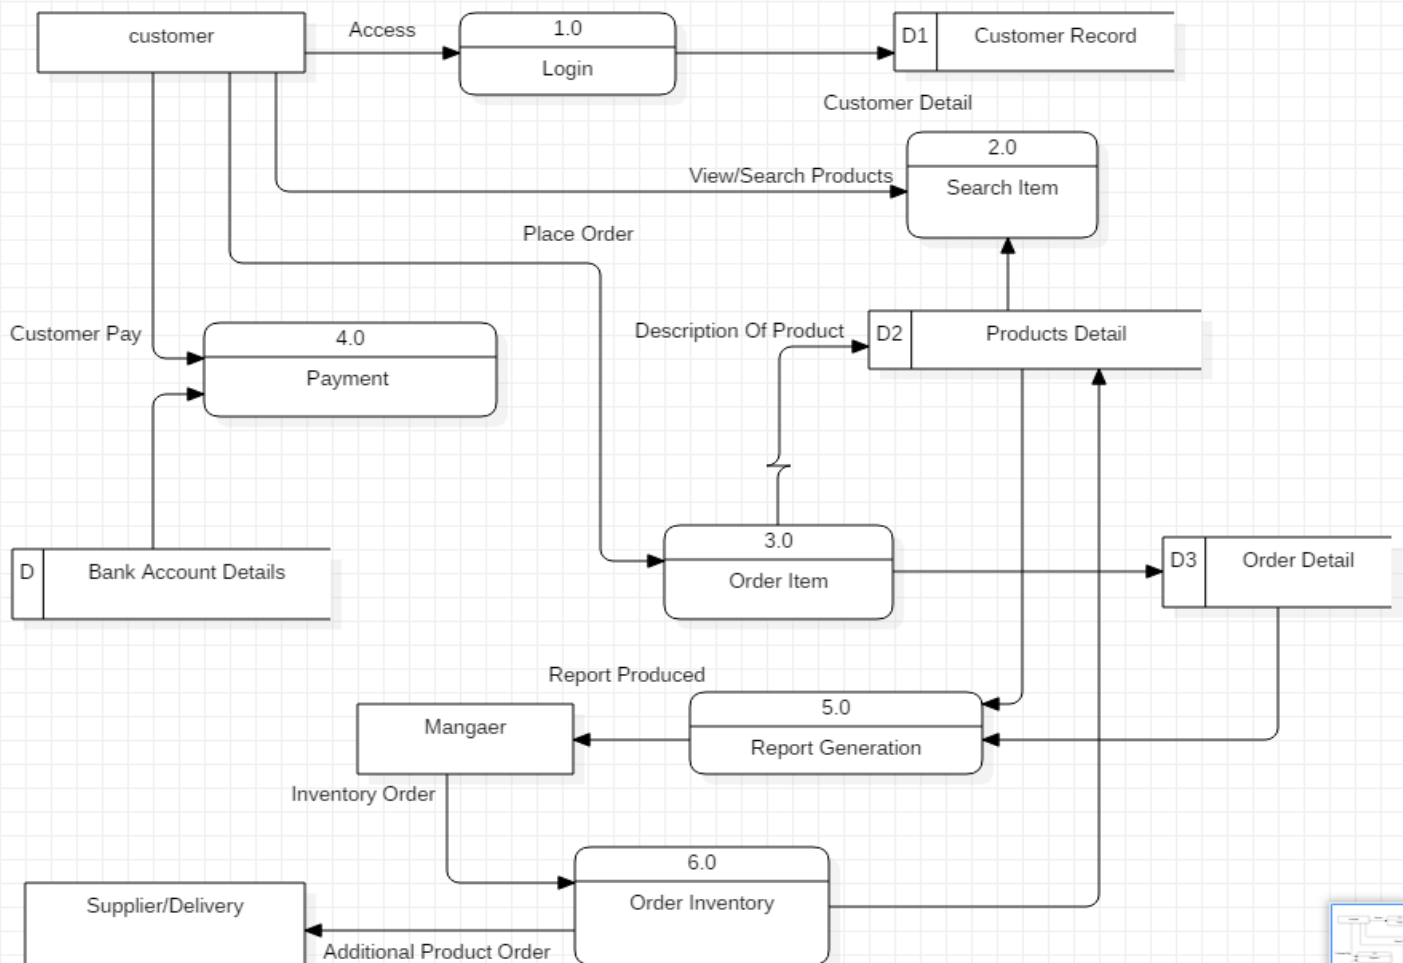 customer
Access
1.0
Login
D1
Customer Record
Customer Detail
2.0
Search Item
View/Search Products
Place Order
Customer Pay
4.0
Payment
Description Of Product
D2
Products Detail
D
Bank Account Details
3.0
Order Item
D3
Order Detail
Report Produced
5.0
Report Generation
Mangaer
Inventory Order
6.0
Order Inventory
Supplier/Delivery
Additional Product Order